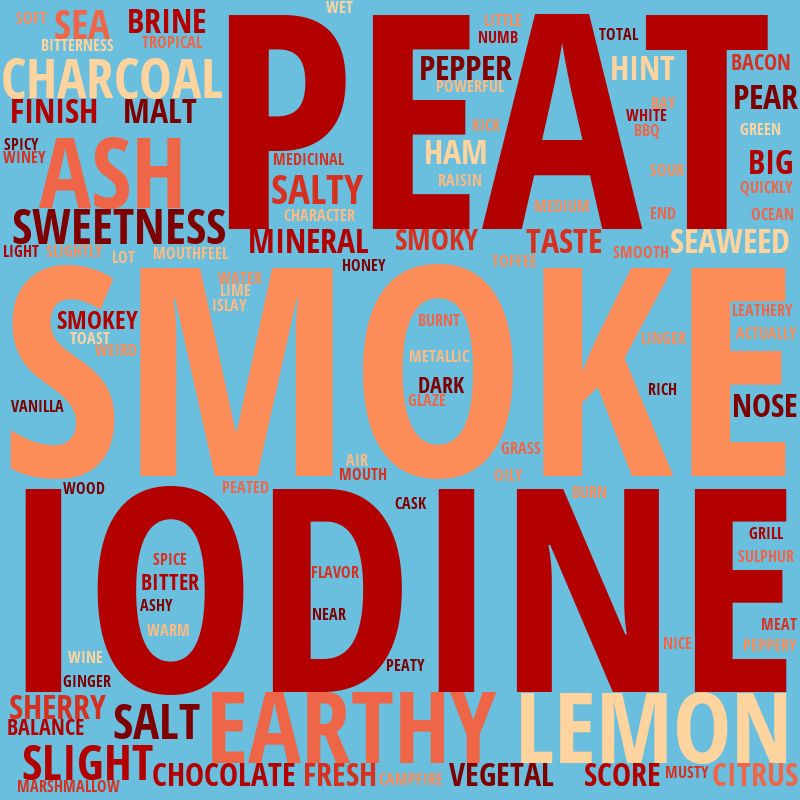 WET
SOFT
SEA
BRINE
LITTLE
PEAT
NUMB
TOTAL
BITTERNESS
TROPICAL
CHARCOAL
PEPPER
HINT
BACON
POWERFUL
FINISH
MALT
BAY
PEAR
WHITE
KICK
BBQ
GREEN
SPICY
WINEY
ASH
MEDICINAL
HAM
BIG
SOUR
RAISIN
SALTY
QUICKLY
CHARACTER
MEDIUM
END
OCEAN
SWEETNESS
MINERAL
SMOKY
TASTE
SEAWEED
LIGHT
SLIGHTLY
LOT
MOUTHFEEL
SMOOTH
HONEY
TOFFEE
SMOKE
WATER
LIME
ISLAY
SMOKEY
BURNT
LEATHERY
TOAST
WEIRD
LINGER
ACTUALLY
METALLIC
DARK
RICH
GLAZE
VANILLA
NOSE
GRASS
AIR
MOUTH
OILY
WOOD
PEATED
BURN
IODINE
CASK
GRILL
SPICE
SULPHUR
FLAVOR
BITTER
ASHY
NEAR
WARM
MEAT
NICE
PEPPERY
WINE
PEATY
GINGER
SHERRY
SALT
EARTHY
LEMON
BALANCE
SLIGHT
CHOCOLATE
FRESH
CAMPFIRE
VEGETAL
SCORE
MUSTY
CITRUS
MARSHMALLOW